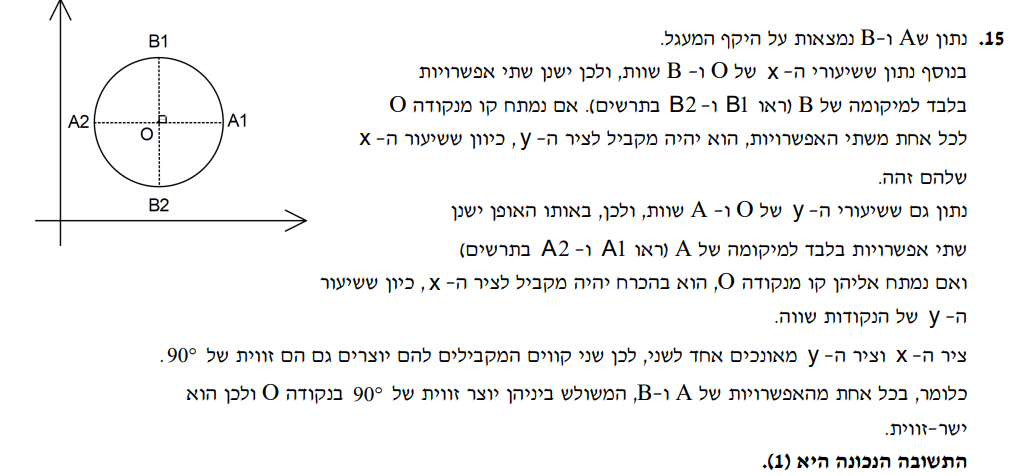 15. נתון ש A ו-B נמצאות על היקף המעגל.
בנוסף נתון ששיעורי ה- x של O ו- B שוות, ולכן ישנן שתי אפשרויות
בלבד למיקומה של B (ראו B1 ו- B2 בתרשים). אם נמתח קו מנקודה O
לכל אחת משתי האפשרויות, הוא יהיה מקביל לציר ה- y, כיוון ששיעור ה- x
שלהם זהה.
נתון גם ששיעורי ה- y של O ו- A שוות, ולכן, באותו האופן ישנן
שתי אפשרויות בלבד למיקומה של A (ראו A1 ו- A2 בתרשים)
ואם נמתח אליהן קו מנקודה O, הוא בהכרח יהיה מקביל לציר ה- x, כיון ששיעור
ה- y של הנקודות שווה.
ציר ה- x וציר ה- y מאונכים אחד לשני, לכן שני קווים המקבילים להם יוצרים גם הם זווית של 90°.
כלומר, בכל אחת מהאפשרויות של A ו-B, המשולש ביניהן יוצר זווית של 90° בנקודה O ולכן הוא
ישר-זווית.
התשובה הנכונה היא (1).
B1
A2
A1
O
B2